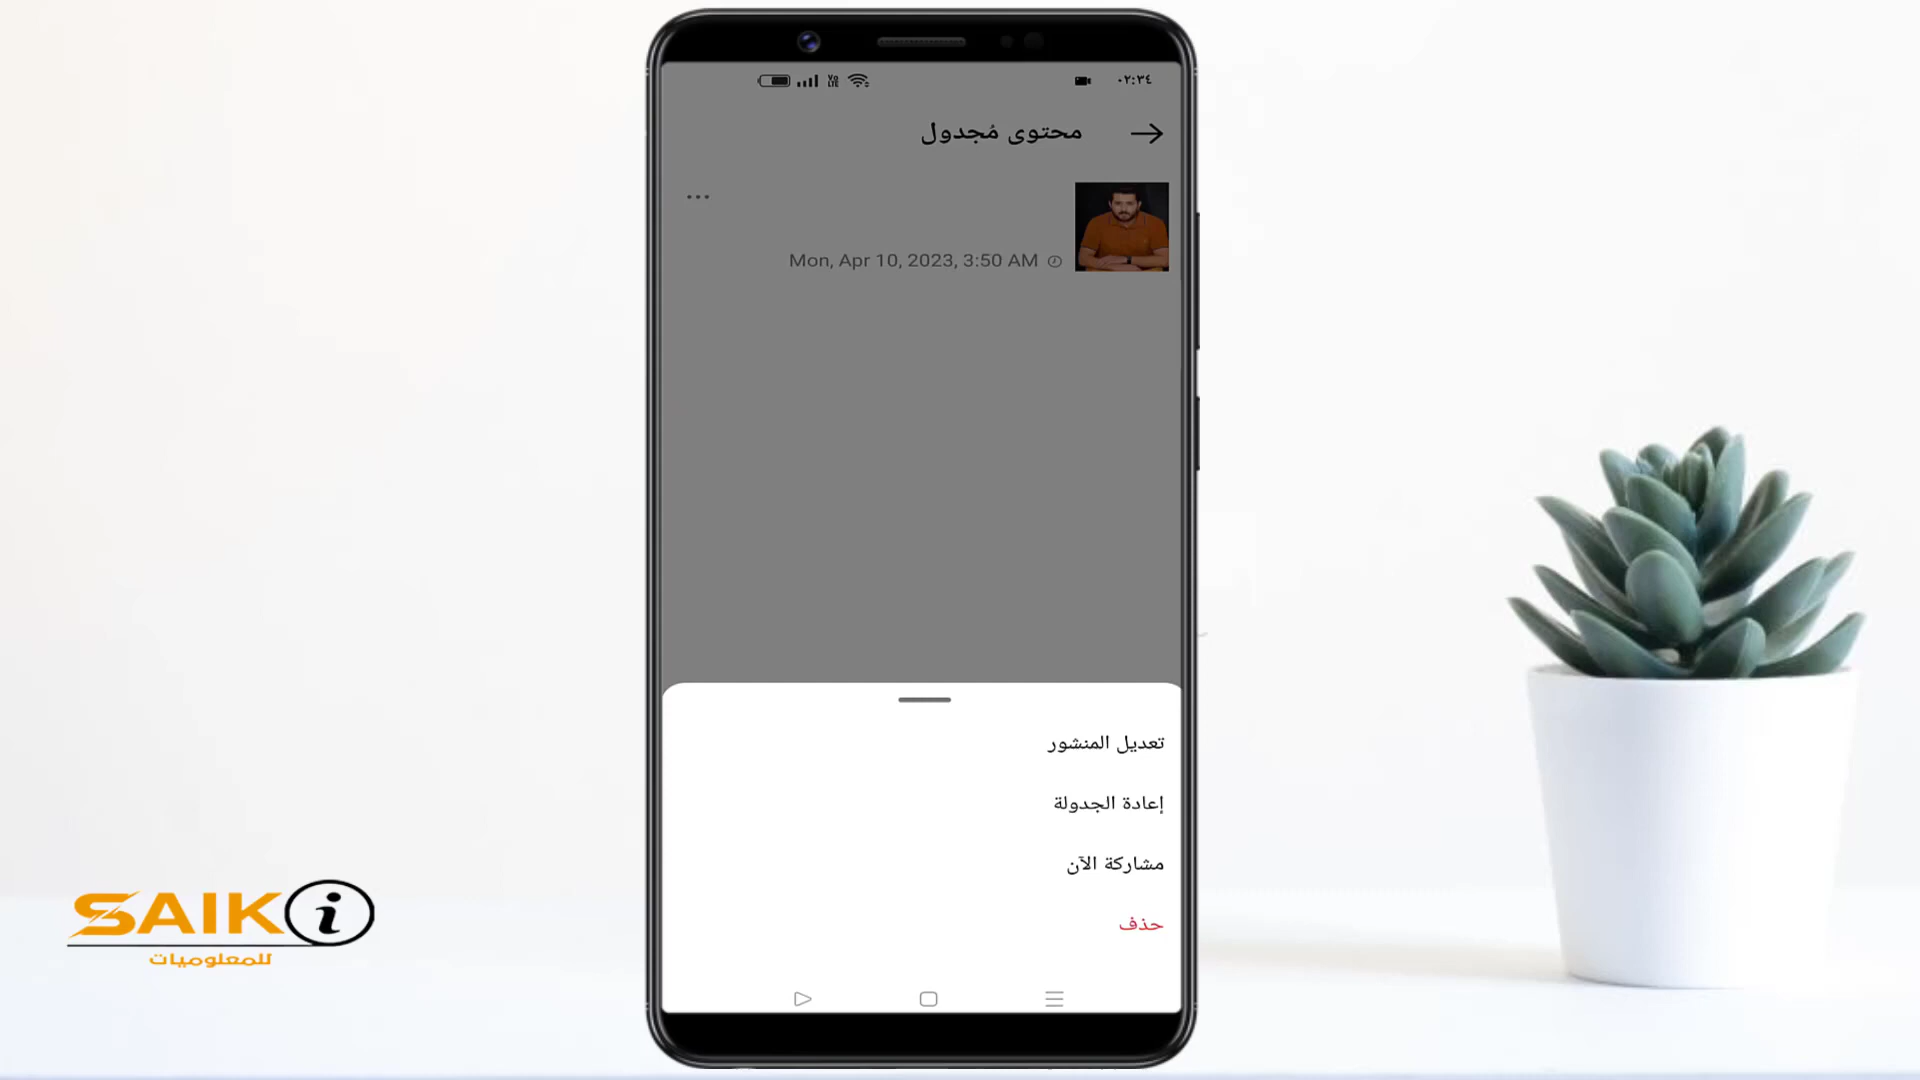 ٠٢:٣٤
محتوى مُجدول
Mon, Apr 10, 2023, 3:50 AM
تعديل المنشور
إعادة الجدولة
مشاركة الآن
حذف
SAIKi
للمعلوميات